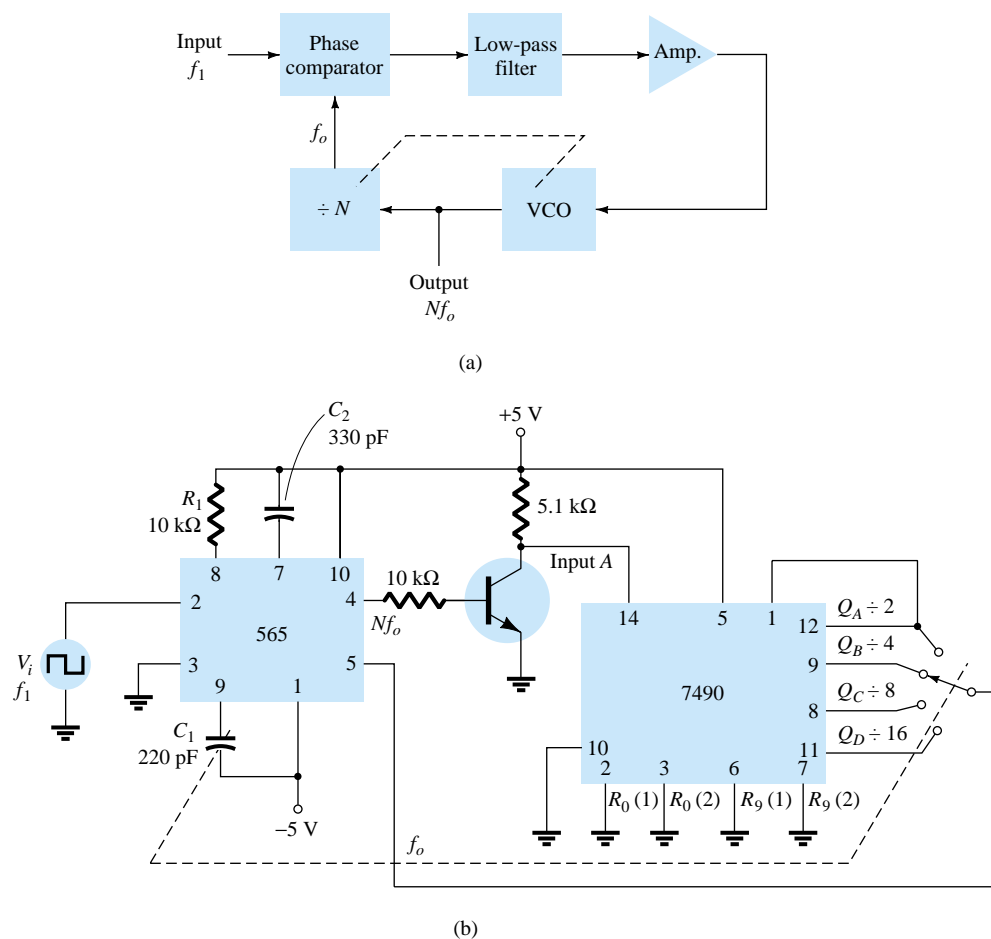 Input
f1
Phase
comparator
Low-pass
filter
Amp.
fo
÷ N
VCO
Output
Nfo
(a)
C2
330 pF
+5 V
R1
10 kΩ
5.1 kΩ
Input A
8 7 10
2
4
10 kΩ
Nfo
565
3
5
9 1
Vi
f1
C1
220 pF
−5 V
14 5 1
12
QA ÷ 2
9
QB ÷ 4
7490
8
QC ÷ 8
11
QD ÷ 16
10
2 3 6 7
R0 (1) R0 (2) R9 (1) R9 (2)
fo
(b)